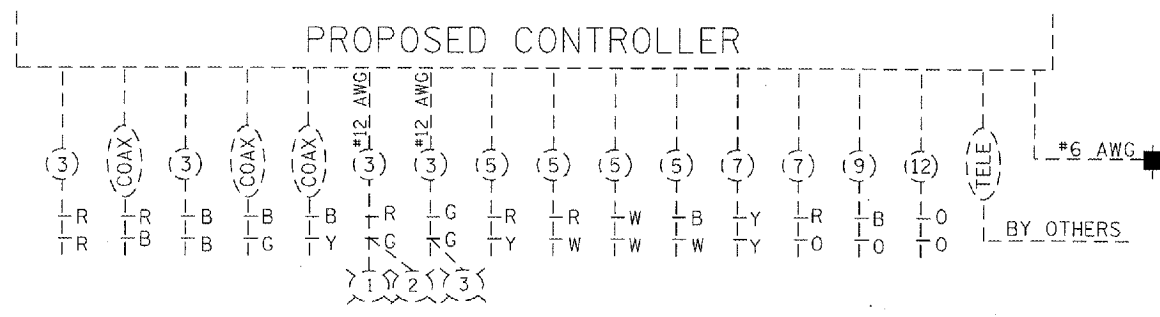 PROPOSED CONTROLLER
#12 AWG #12 AWG
3 COAX 3 COAX COAX 3 3 5 5 5 5 7 7 9 12 TELE #6 AWG
R R B B B R G R R W B Y R B O
R B B G Y G G Y W W W Y O O O BY OTHERS
1 2 3